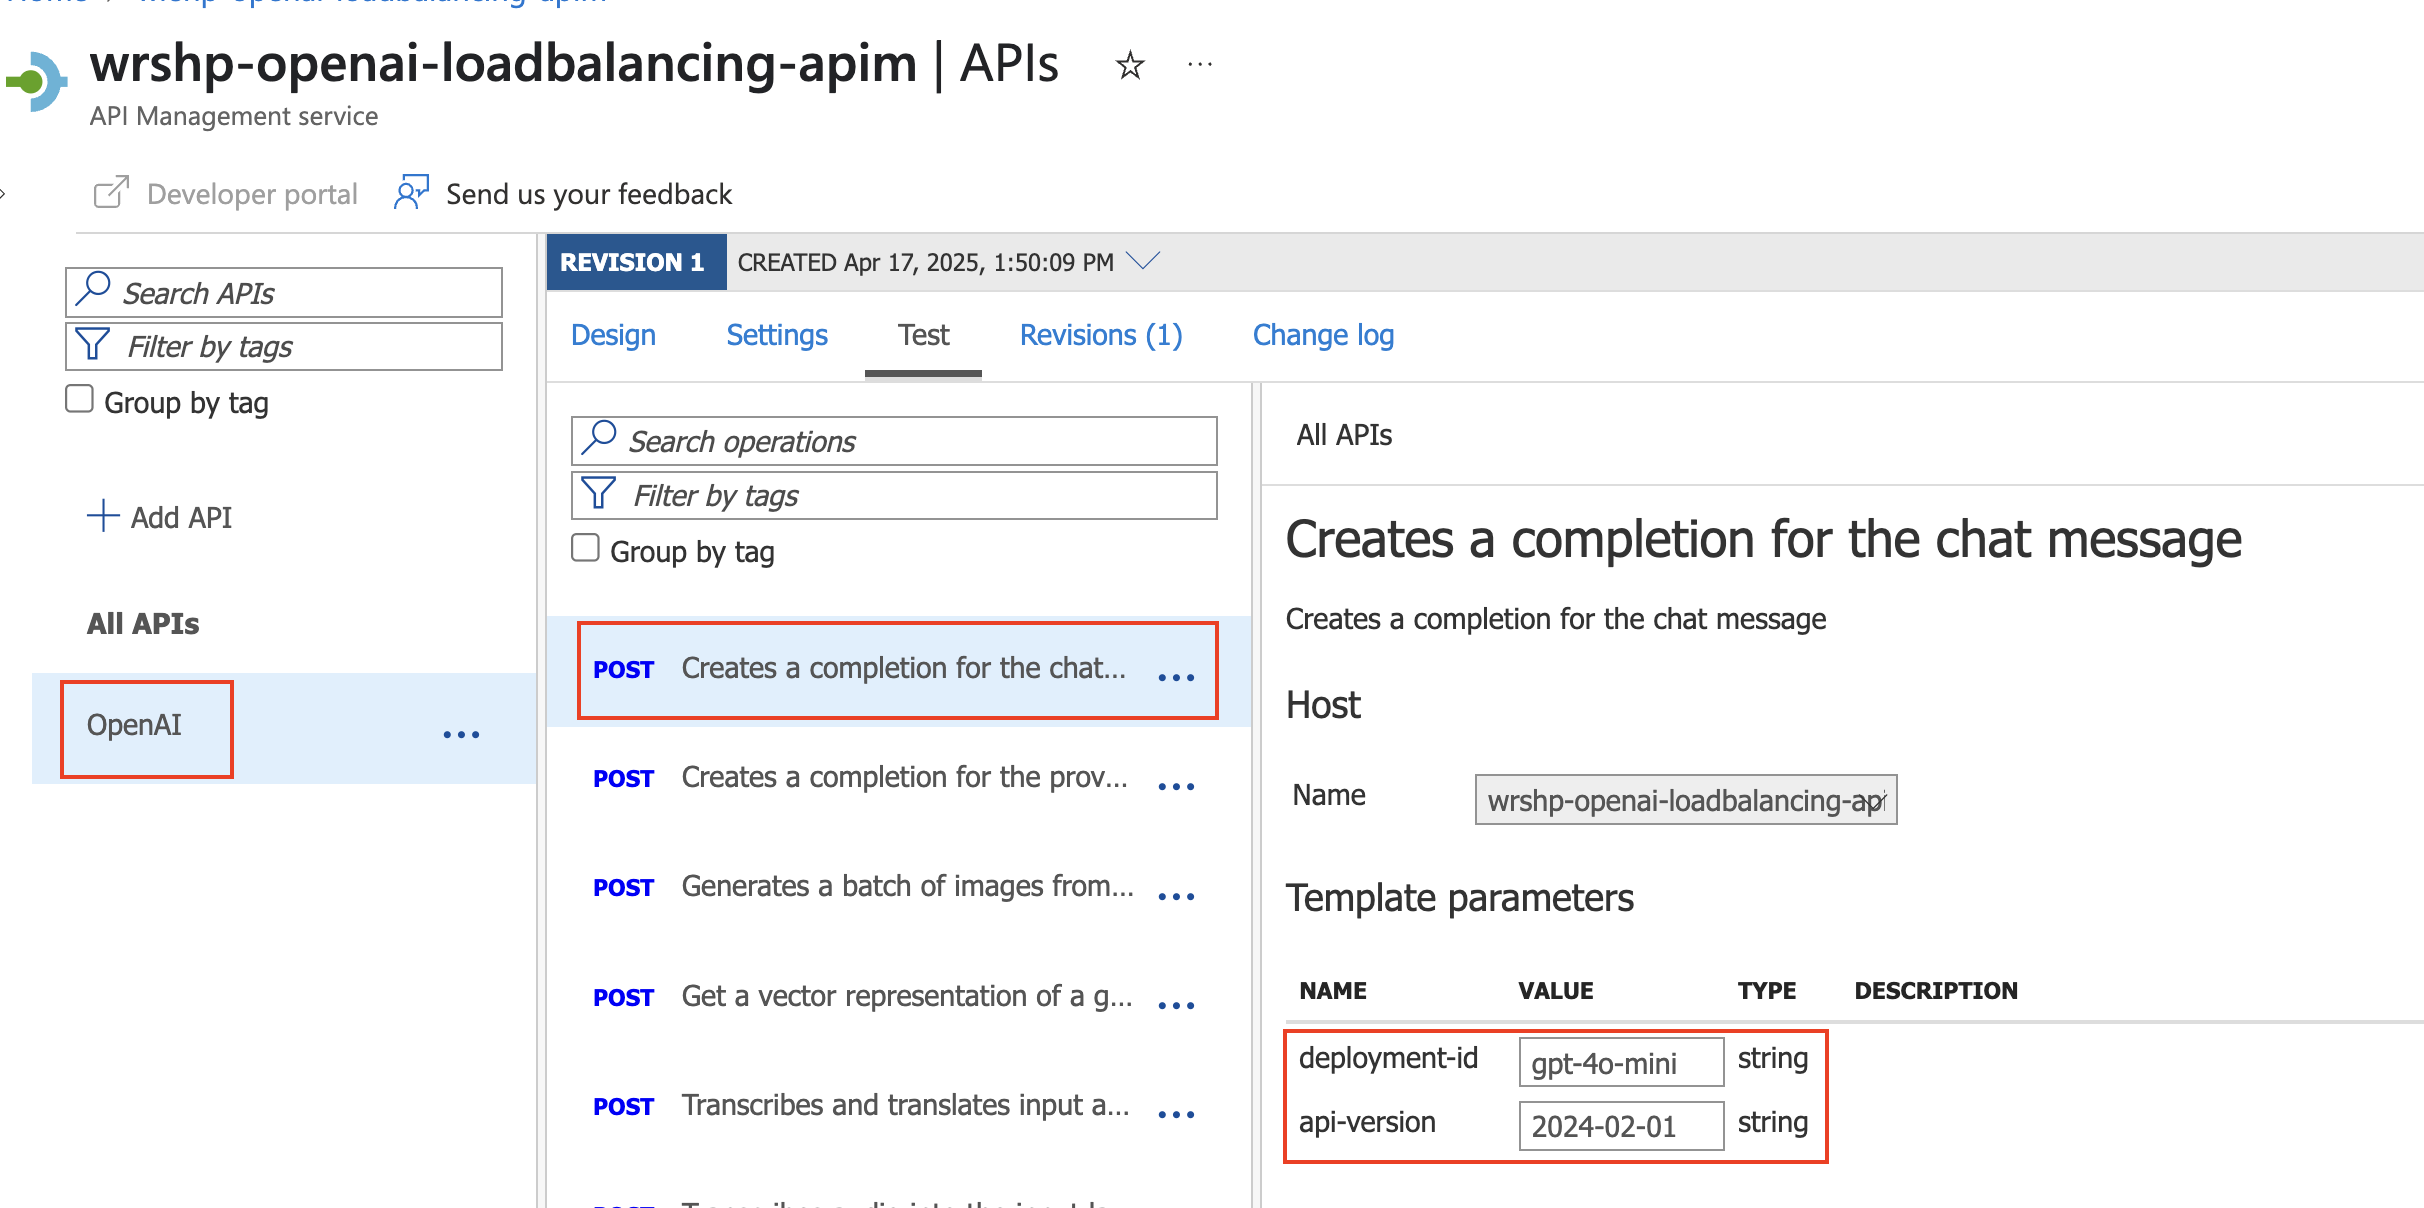 wrshp-openai-loadbalancing-apim | APIs
API Management service
Developer portal
Send us your feedback
Search APIs
Filter by tags
Group by tag
Add API
All APIs
OpenAI
REVISION 1
CREATED Apr 17, 2025, 1:50:09 PM
Design
Settings
Test
Revisions (1)
Change log
Search operations
Filter by tags
Group by tag
POST Creates a completion for the chat...
POST Creates a completion for the prov...
POST Generates a batch of images from...
POST Get a vector representation of a g...
POST Transcribes and translates input a...
All APIs
Creates a completion for the chat message
Creates a completion for the chat message
Host
Name wrshp-openai-loadbalancing-api
Template parameters
NAME VALUE TYPE DESCRIPTION
deployment-id gpt-4o-mini string
api-version 2024-02-01 string